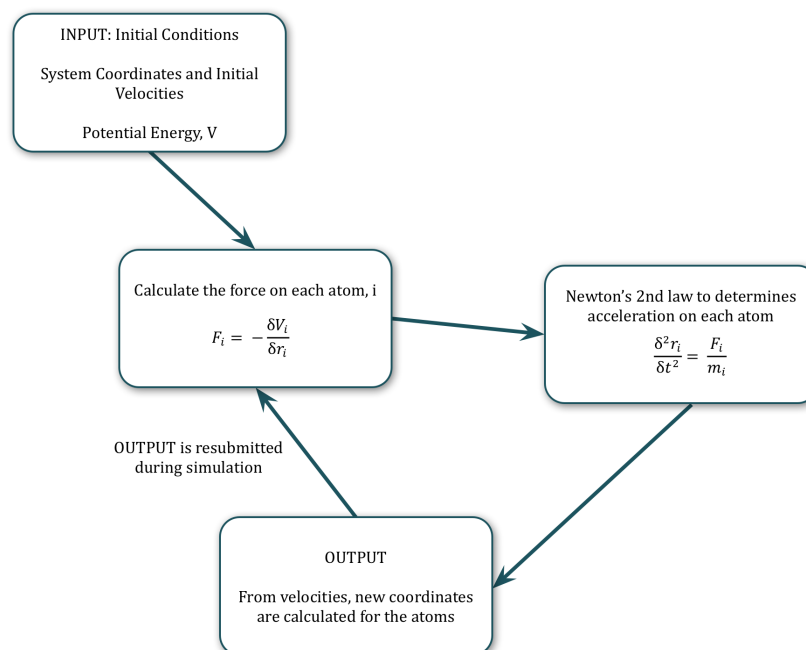 INPUT: Initial Conditions
System Coordinates and Initial
Velocities
Potential Energy, V
Calculate the force on each atom, i
F_i = − δV_i / δr_i
Newton’s 2nd law to determines
acceleration on each atom
δ²r_i / δt² = F_i / m_i
OUTPUT is resubmitted
during simulation
OUTPUT
From velocities, new coordinates
are calculated for the atoms